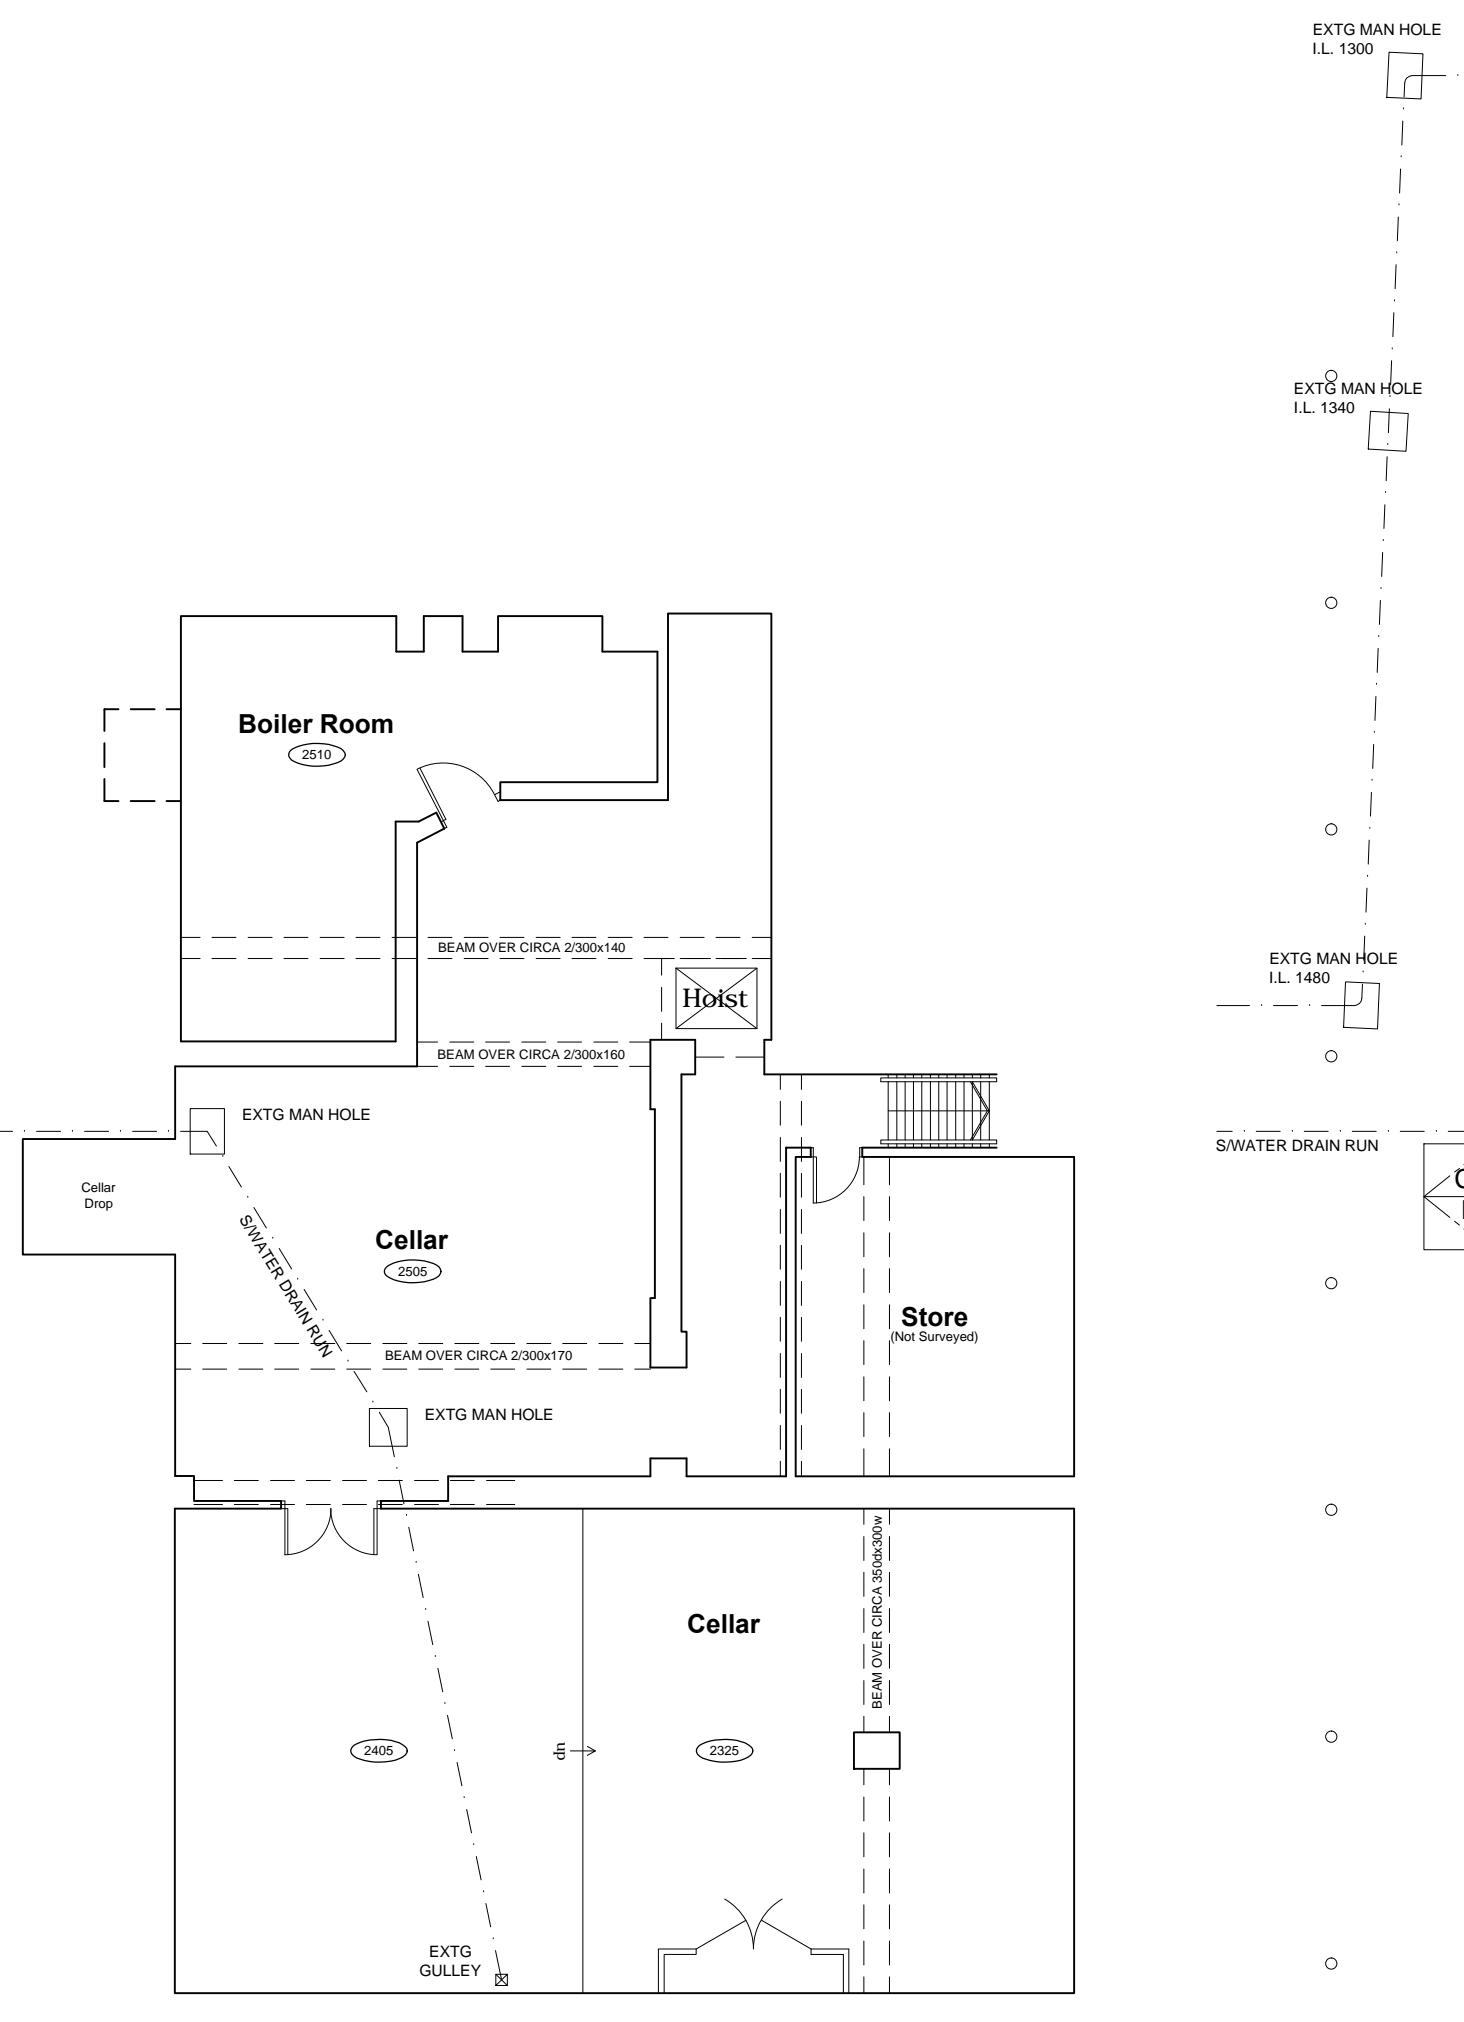 EXTG MAN HOLE
I.L. 1300
EXTG MAN HOLE
I.L. 1340
Boiler Room
2510
BEAM OVER CIRCA 2/300x140
EXTG MAN HOLE
I.L. 1480
Hoist
BEAM OVER CIRCA 2/300x160
EXTG MAN HOLE
S/WATER DRAIN RUN
Cellar
Drop
S/WATER DRAIN RUN
Cellar
2505
Store
(Not Surveyed)
BEAM OVER CIRCA 2/300x170
EXTG MAN HOLE
BEAM OVER CIRCA 350dx300w
Cellar
2405
dn
2325
EXTG
GULLEY